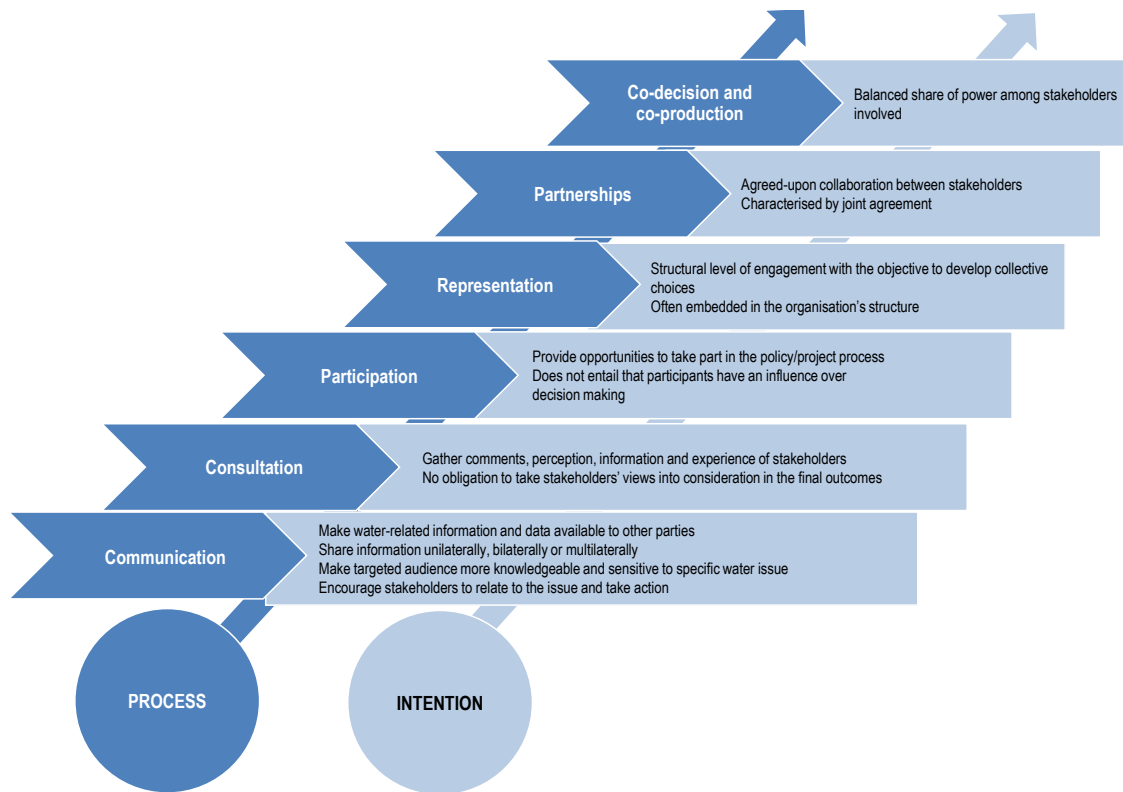 Co-decision and
co-production
Balanced share of power among stakeholders
involved
Partnerships
Agreed-upon collaboration between stakeholders
Characterised by joint agreement
Representation
Structural level of engagement with the objective to develop collective
choices
Often embedded in the organisation's structure
Participation
Provide opportunities to take part in the policy/project process
Does not entail that participants have an influence over
decision making
Consultation
Gather comments, perception, information and experience of stakeholders
No obligation to take stakeholders' views into consideration in the final outcomes
Communication
Make water-related information and data available to other parties
Share information unilaterally, bilaterally or multilaterally
Make targeted audience more knowledgeable and sensitive to specific water issue
Encourage stakeholders to relate to the issue and take action
PROCESS
INTENTION